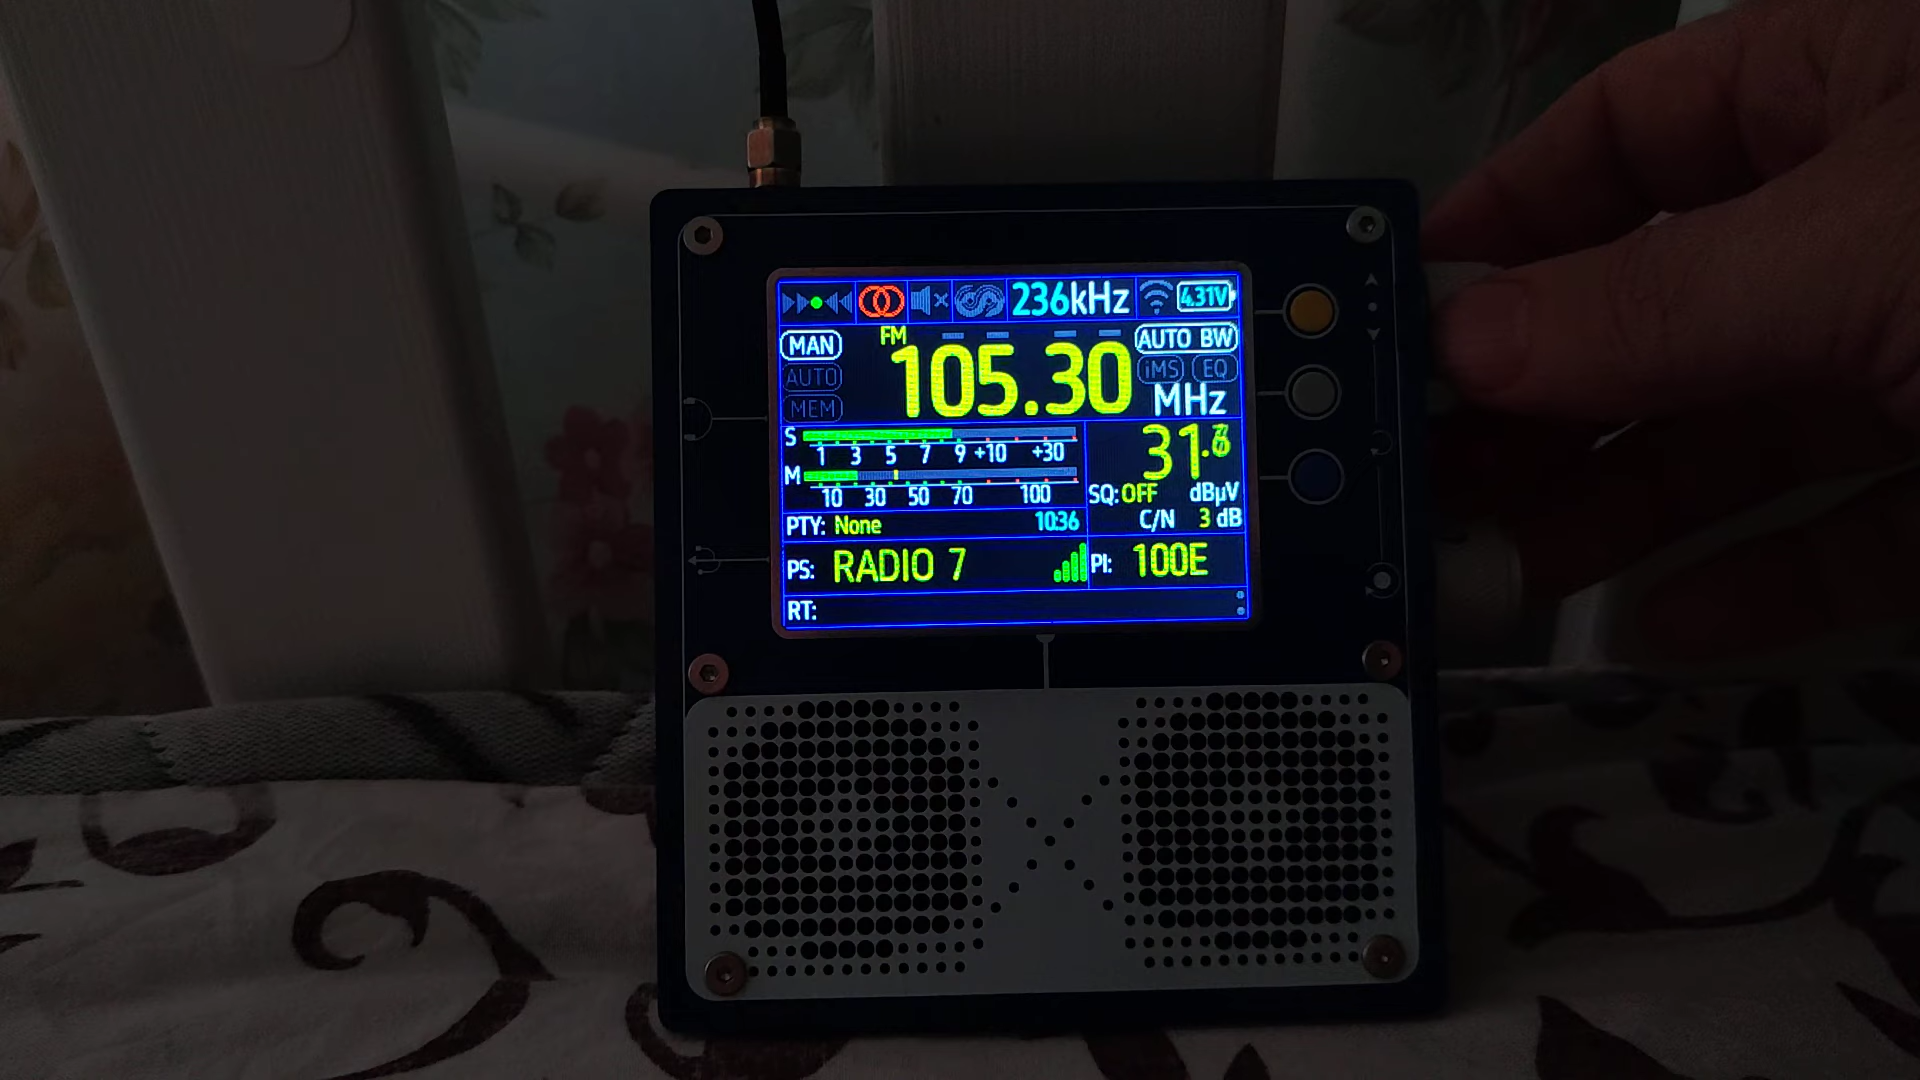 236kHz 4.31V
MAN FM AUTO BW
AUTO 105.30 iMS EQ
MEM MHz
S
1 3 5 7 9 +10 +30
M
10 30 50 70 100
31.
SQ: OFF dBµV
C/N 3 dB
PTY: None 10:36
PS: RADIO 7 PI: 100E
RT: